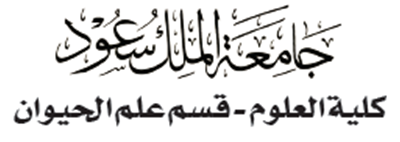 جامعة الملك سعود
كلية العلوم - قسم علم الحيوان